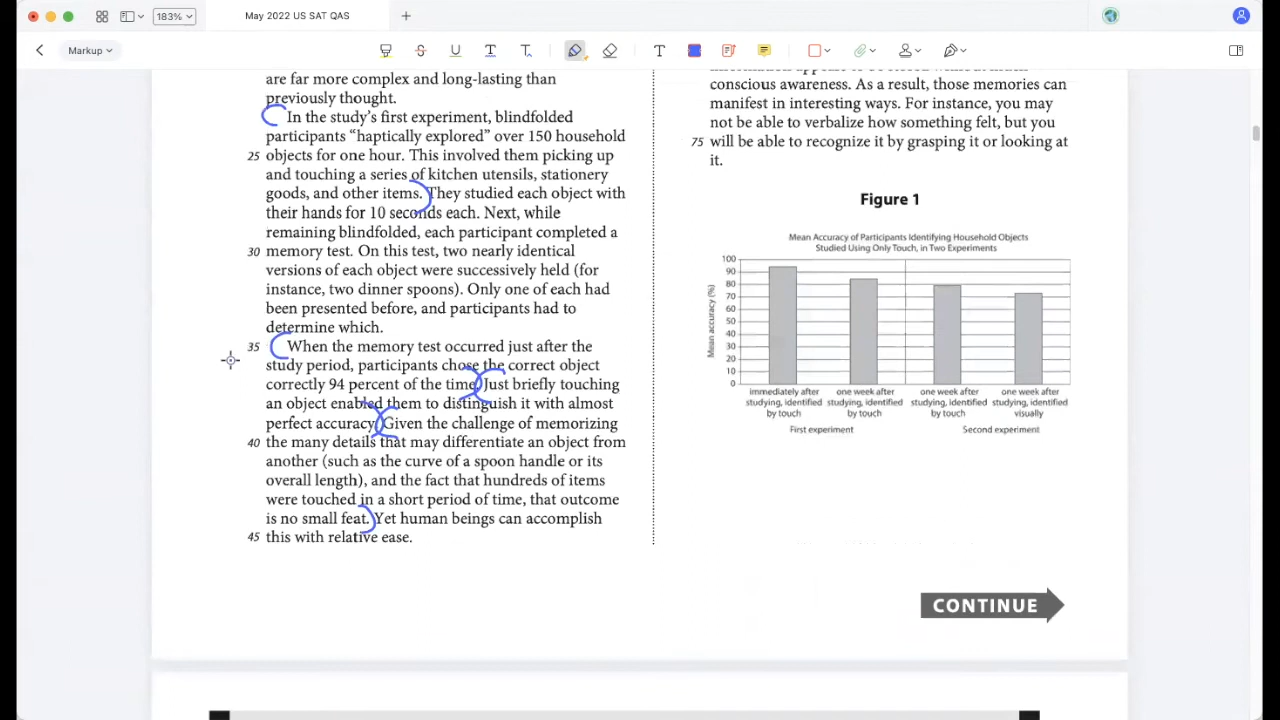 183%
May 2022 US SAT QAS
Markup
are far more complex and long-lasting than
previously thought.
In the study's first experiment, blindfolded
participants "haptically explored" over 150 household
25 objects for one hour. This involved them picking up
and touching a series of kitchen utensils, stationery
goods, and other items. They studied each object with
their hands for 10 seconds each. Next, while
remaining blindfolded, each participant completed a
30 memory test. On this test, two nearly identical
versions of each object were successively held (for
instance, two dinner spoons). Only one of each had
been presented before, and participants had to
determine which.
35 When the memory test occurred just after the
study period, participants chose the correct object
correctly 94 percent of the time. Just briefly touching
an object enabled them to distinguish it with almost
perfect accuracy. Given the challenge of memorizing
40 the many details that may differentiate an object from
another (such as the curve of a spoon handle or its
overall length), and the fact that hundreds of items
were touched in a short period of time, that outcome
is no small feat. Yet human beings can accomplish
45 this with relative ease.
conscious awareness. As a result, those memories can
manifest in interesting ways. For instance, you may
not be able to verbalize how something felt, but you
75 will be able to recognize it by grasping it or looking at
it.
Figure 1
Mean Accuracy of Participants Identifying Household Objects
Studied Using Only Touch, in Two Experiments
Mean accuracy (%)
100
90
80
70
60
50
40
30
20
10
0
immediately after studying, identified by touch
one week after studying, identified by touch
one week after studying, identified by touch
one week after studying, identified visually
First experiment
Second experiment
CONTINUE